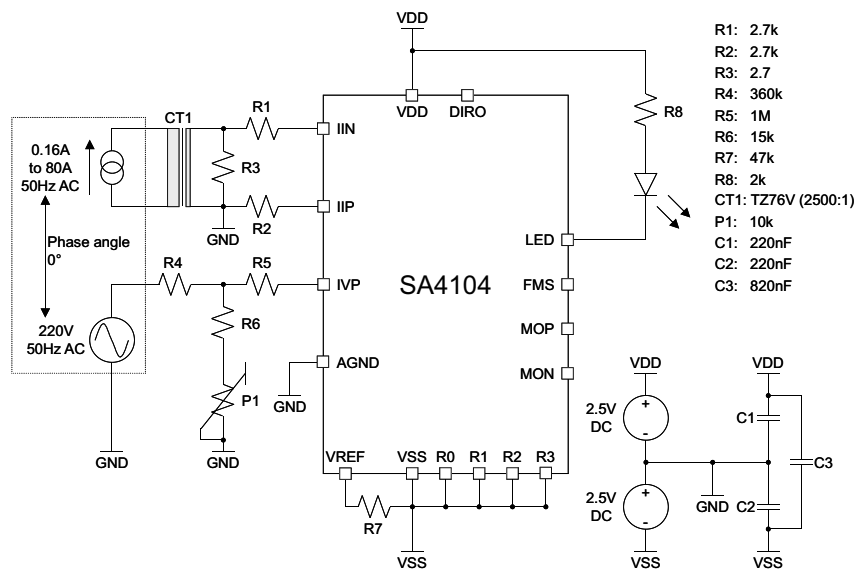 VDD
VDD
DIRO
R1
CT1
IIN
0.16A
to 80A
50Hz AC
R3
R8
IIP
GND
R2
Phase angle
0°
LED
R4
R5
IVP
SA4104
FMS
R6
220V
50Hz AC
MOP
AGND
MON
GND
P1
GND
GND
VREF
VSS
R0
R1
R2
R3
R7
VSS
R1: 2.7k
R2: 2.7k
R3: 2.7
R4: 360k
R5: 1M
R6: 15k
R7: 47k
R8: 2k
CT1: TZ76V (2500:1)
P1: 10k
C1: 220nF
C2: 220nF
C3: 820nF
VDD
VDD
2.5V
DC
+
-
C1
C3
GND
2.5V
DC
+
-
C2
VSS
VSS